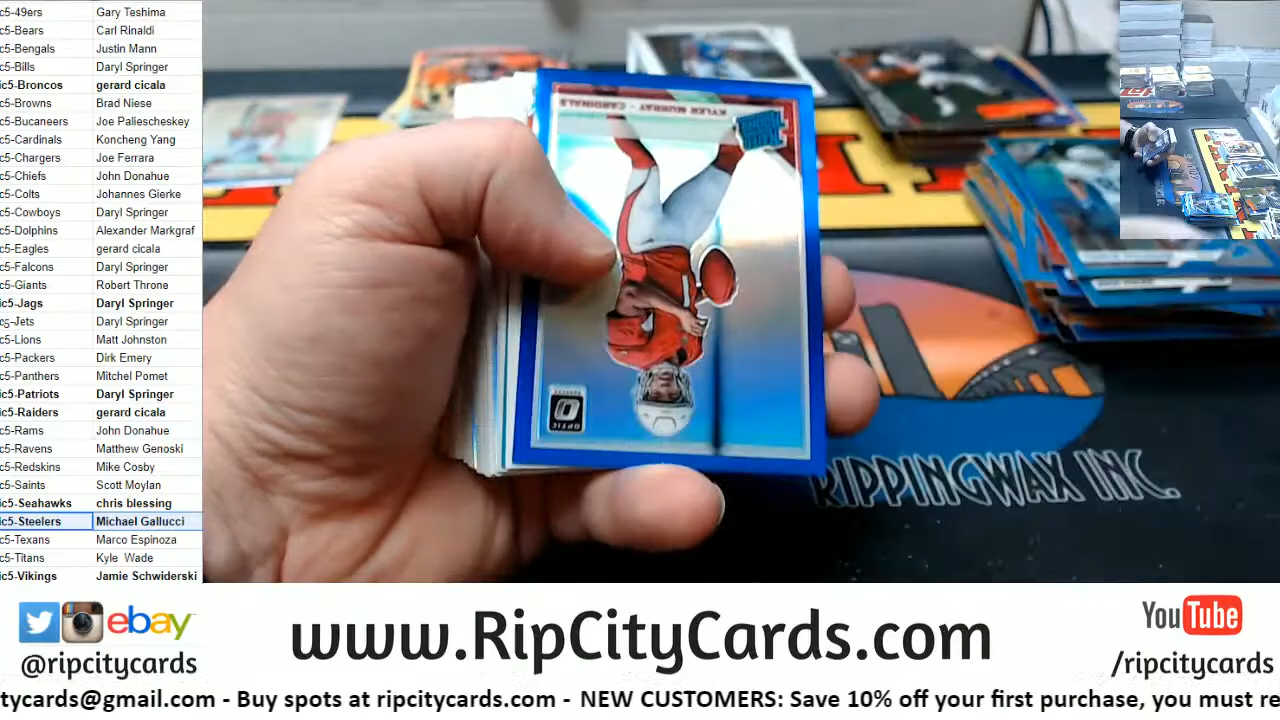 c5-49ers Gary Teshima
c5-Bears Carl Rinaldi
c5-Bengals Justin Mann
c5-Bills Daryl Springer
ic5-Broncos gerard cicala
c5-Browns Brad Niese
c5-Bucaneers Joe Paliescheskey
c5-Cardinals Koncheng Yang
c5-Chargers Joe Ferrara
c5-Chiefs John Donahue
c5-Colts Johannes Gierke
c5-Cowboys Daryl Springer
c5-Dolphins Alexander Markgraf
c5-Eagles gerard cicala
c5-Falcons Daryl Springer
c5-Giants Robert Throne
ic5-Jags Daryl Springer
c5-Jets Daryl Springer
c5-Lions Matt Johnston
c5-Packers Dirk Emery
c5-Panthers Mitchel Pomet
ic5-Patriots Daryl Springer
ic5-Raiders gerard cicala
c5-Rams John Donahue
c5-Ravens Matthew Genoski
c5-Redskins Mike Cosby
c5-Saints Scott Moylan
ic5-Seahawks chris blessing
ic5-Steelers Michael Gallucci
c5-Texans Marco Espinoza
c5-Titans Kyle Wade
ic5-Vikings Jamie Schwiderski
KYLER MURRAY - CARDINALS
OPTIC
RIPPINGWAX INC.
ebay
@ripcitycards
www.RipCityCards.com
YouTube
/ripcitycards
tycards@gmail.com - Buy spots at ripcitycards.com - NEW CUSTOMERS: Save 10% off your first purchase, you must re